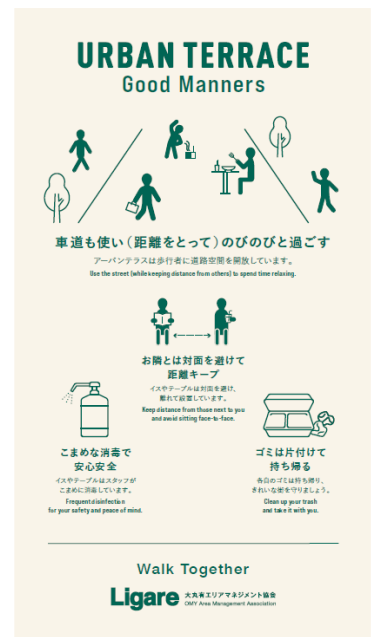 URBAN TERRACE
Good Manners
車道も使い（距離をとって）のびのびと過ごす
アーバンテラスは歩行者に道路空間を開放しています。
Use the street (while keeping distance from others) to spend time relaxing.
お隣とは対面を避けて
距離キープ
イスやテーブルは対面を避け、
離れて設置しています。
Keep distance from those next to you
and avoid sitting face-to-face.
こまめな消毒で
安心安全
イスやテーブルはスタッフが
こまめに消毒しています。
Frequent disinfection
for your safety and peace of mind.
ゴミは片付けて
持ち帰る
各自のゴミは持ち帰り、
きれいな街を守りましょう。
Clean up your trash
and take it with you.
Walk Together
Ligare 大丸有エリアマネジメント協会
OMY Area Management Association